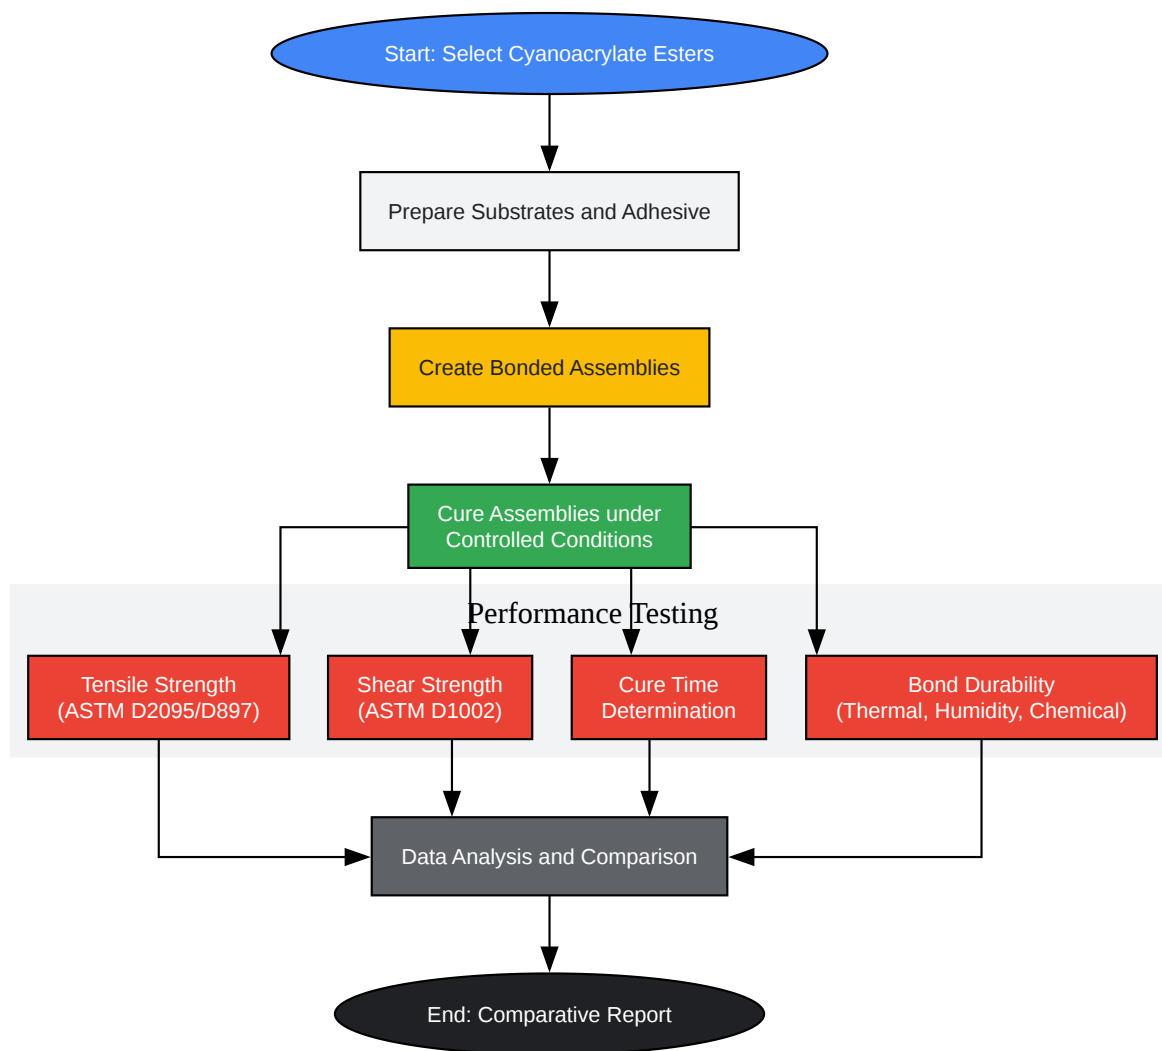 Start: Select Cyanoacrylate Esters
Prepare Substrates and Adhesive
Create Bonded Assemblies
Cure Assemblies under
Controlled Conditions
Performance Testing
Tensile Strength
(ASTM D2095/D897)
Shear Strength
(ASTM D1002)
Cure Time
Determination
Bond Durability
(Thermal, Humidity, Chemical)
Data Analysis and Comparison
End: Comparative Report